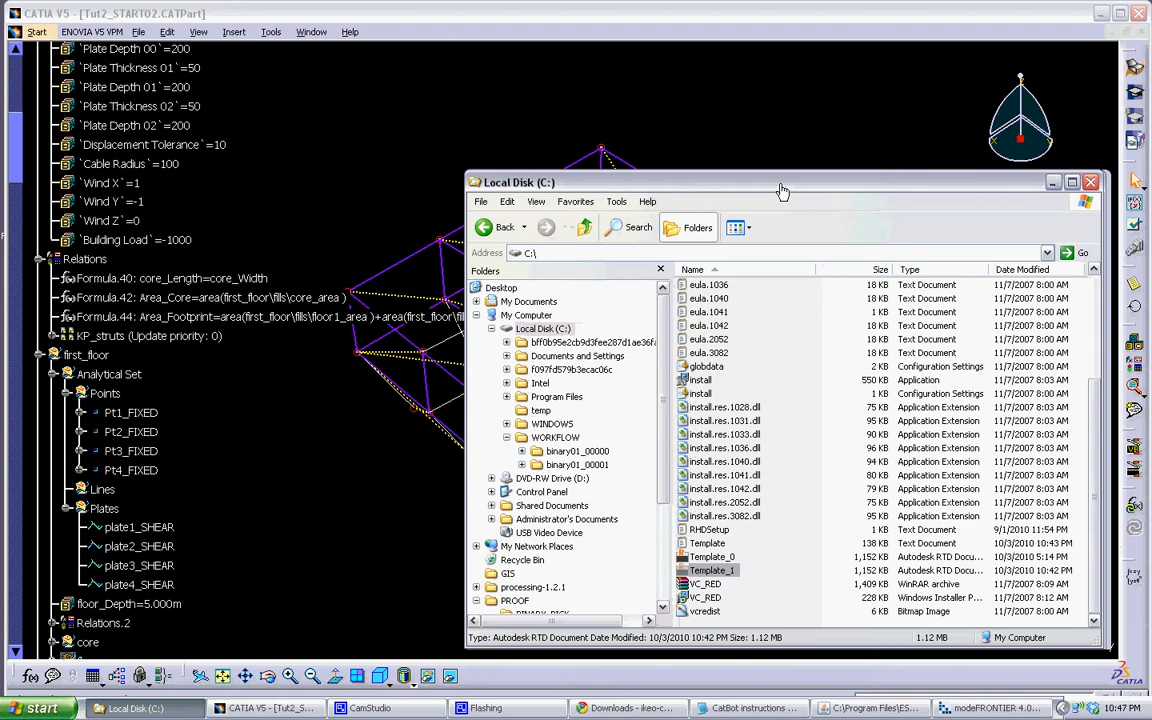 CATIA V5 - [Tut2_START02.CATPart]
Start ENOVIA V5 VPM File Edit View Insert Tools Window Help
`Plate Depth 00`=200
`Plate Thickness 01`=50
`Plate Depth 01`=200
`Plate Thickness 02`=50
`Plate Depth 02`=200
`Displacement Tolerance`=10
`Cable Radius`=100
`Wind X`=1
`Wind Y`=-1
`Wind Z`=0
`Building Load`=-1000
Relations
Formula.40: core_Length=core_Width
Formula.42: Area_Core=area(first_floor\fills\core_area )
Formula.44: Area_Footprint=area(first_floor\fills\floor1_area )+area(first_floor\fill
KP_struts (Update priority: 0)
first_floor
Analytical Set
Points
Pt1_FIXED
Pt2_FIXED
Pt3_FIXED
Pt4_FIXED
Lines
Plates
plate1_SHEAR
plate2_SHEAR
plate3_SHEAR
plate4_SHEAR
floor_Depth=5.000m
Relations.2
core
Local Disk (C:)
File Edit View Favorites Tools Help
Back Search Folders
Address C:\ Go
Folders
Desktop
My Documents
My Computer
Local Disk (C:)
bff0b95e2cb9d3fee287d1ae36fa
Documents and Settings
f097fd579b3ecac06c
Intel
Program Files
temp
WINDOWS
WORKFLOW
binary01_00000
binary01_00001
DVD-RW Drive (D:)
Control Panel
Shared Documents
Administrator's Documents
USB Video Device
My Network Places
Recycle Bin
GIS
processing-1.2.1
PROOF
Name Size Type Date Modified
eula.1036 18 KB Text Document 11/7/2007 8:00 AM
eula.1040 18 KB Text Document 11/7/2007 8:00 AM
eula.1041 1 KB Text Document 11/7/2007 8:00 AM
eula.1042 18 KB Text Document 11/7/2007 8:00 AM
eula.2052 18 KB Text Document 11/7/2007 8:00 AM
eula.3082 18 KB Text Document 11/7/2007 8:00 AM
globdata 2 KB Configuration Settings 11/7/2007 8:00 AM
install 550 KB Application 11/7/2007 8:03 AM
install 1 KB Configuration Settings 11/7/2007 8:00 AM
install.res.1028.dll 75 KB Application Extension 11/7/2007 8:03 AM
install.res.1031.dll 95 KB Application Extension 11/7/2007 8:03 AM
install.res.1033.dll 90 KB Application Extension 11/7/2007 8:03 AM
install.res.1036.dll 96 KB Application Extension 11/7/2007 8:03 AM
install.res.1040.dll 94 KB Application Extension 11/7/2007 8:03 AM
install.res.1041.dll 80 KB Application Extension 11/7/2007 8:03 AM
install.res.1042.dll 79 KB Application Extension 11/7/2007 8:03 AM
install.res.2052.dll 75 KB Application Extension 11/7/2007 8:03 AM
install.res.3082.dll 95 KB Application Extension 11/7/2007 8:03 AM
RHDSetup 1 KB Text Document 9/1/2010 11:54 PM
Template 138 KB Text Document 10/3/2010 10:43 PM
Template_0 1,152 KB Autodesk RTD Docu... 10/3/2010 5:14 PM
Template_1 1,152 KB Autodesk RTD Docu... 10/3/2010 10:42 PM
VC_RED 1,409 KB WinRAR archive 11/7/2007 8:09 AM
VC_RED 228 KB Windows Installer P... 11/7/2007 8:12 AM
vcredist 6 KB Bitmap Image 11/7/2007 8:00 AM
Type: Autodesk RTD Document Date Modified: 10/3/2010 10:42 PM Size: 1.12 MB 1.12 MB My Computer
CATIA
start Local Disk (C:) CATIA V5 - [Tut2_S... CamStudio Flashing Downloads - ikeo-c... CatBot instructions ... C:\Program Files\ES... modeFRONTIER 4.0... 10:47 PM